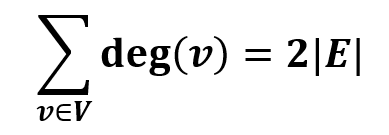 ∑_{v∈V} deg(v) = 2|E|